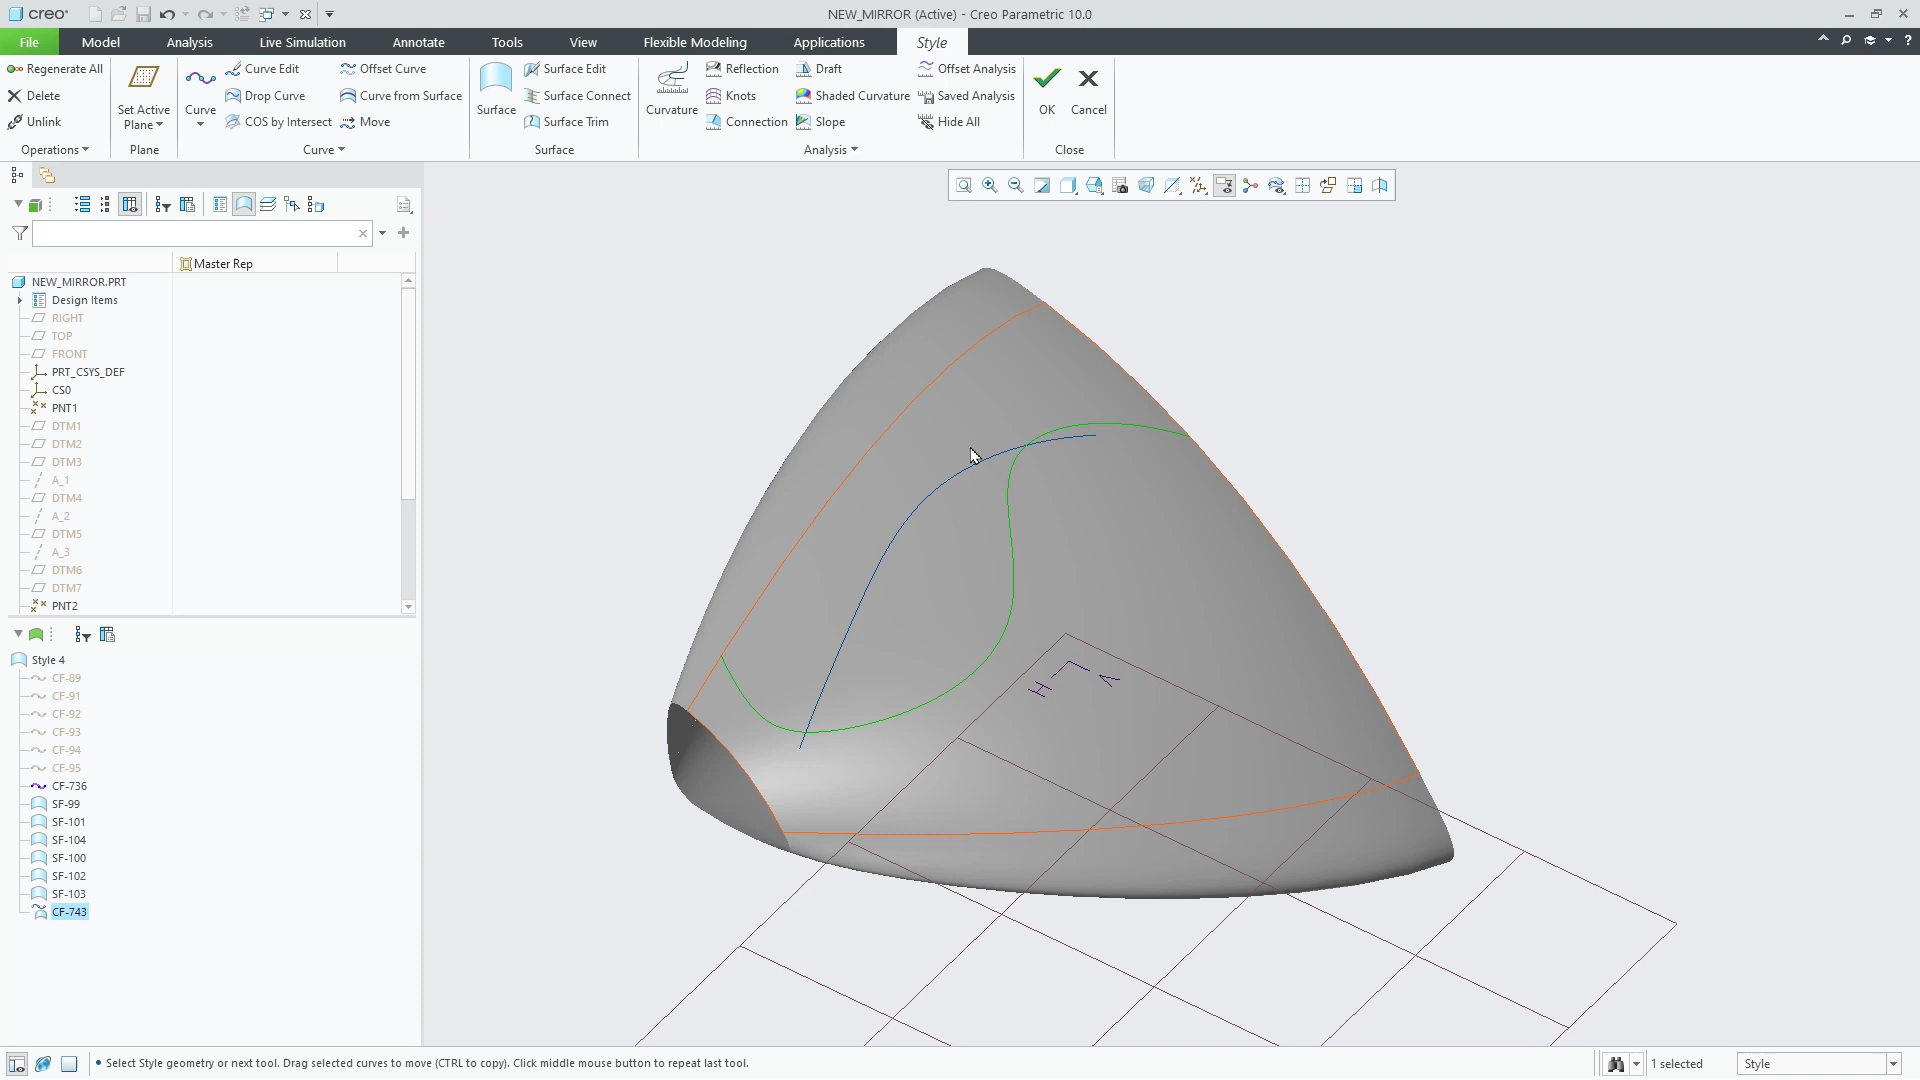 creo
NEW_MIRROR (Active) - Creo Parametric 10.0
File
Model
Analysis
Live Simulation
Annotate
Tools
View
Flexible Modeling
Applications
Style
Regenerate All
Delete
Unlink
Operations
Set Active
Plane
Plane
Curve
Curve Edit
Drop Curve
COS by Intersect
Offset Curve
Curve from Surface
Move
Curve
Surface
Surface Edit
Surface Connect
Surface Trim
Surface
Curvature
Reflection
Knots
Connection
Draft
Shaded Curvature
Slope
Offset Analysis
Saved Analysis
Hide All
Analysis
OK
Cancel
Close
Master Rep
NEW_MIRROR.PRT
Design Items
RIGHT
TOP
FRONT
PRT_CSYS_DEF
CS0
PNT1
DTM1
DTM2
DTM3
A_1
DTM4
A_2
DTM5
A_3
DTM6
DTM7
PNT2
Style 4
CF-89
CF-91
CF-92
CF-93
CF-94
CF-95
CF-736
SF-99
SF-101
SF-104
SF-100
SF-102
SF-103
CF-743
H
V
Select Style geometry or next tool. Drag selected curves to move (CTRL to copy). Click middle mouse button to repeat last tool.
1 selected
Style